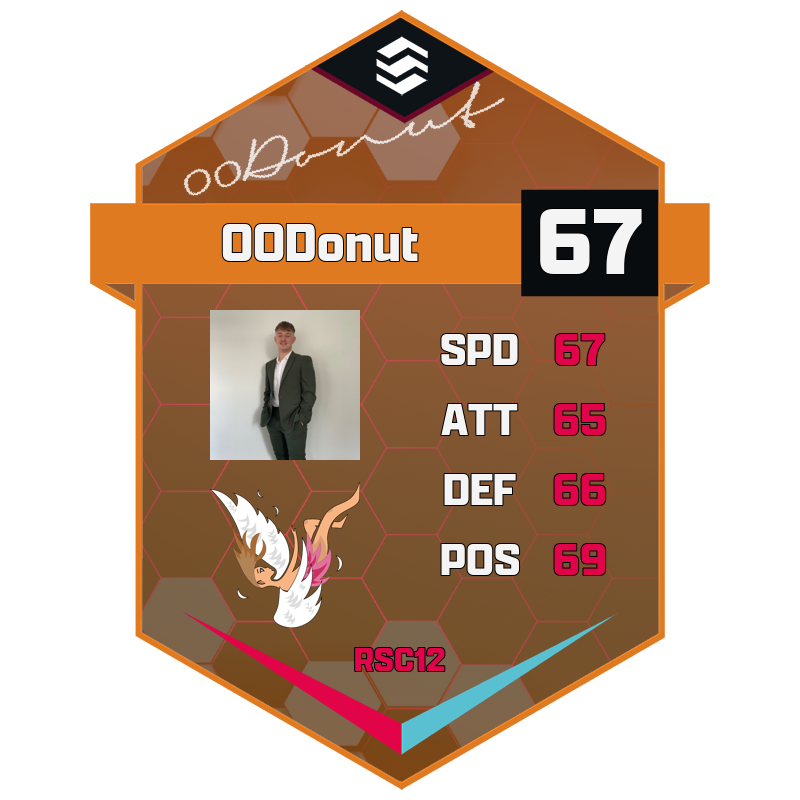 OODonut
OODonut
67
SPD 67
ATT 65
DEF 66
POS 69
RSC12